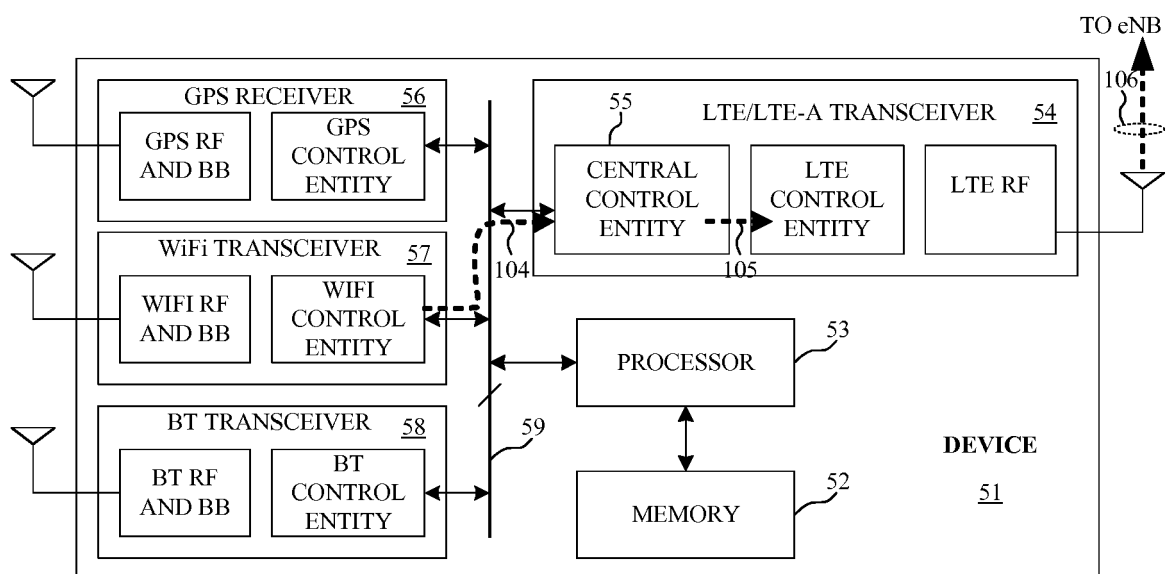 TO eNB
106
GPS RECEIVER
56
GPS RF
AND BB
GPS
CONTROL
ENTITY
55
LTE/LTE-A TRANSCEIVER
54
CENTRAL
CONTROL
ENTITY
LTE
CONTROL
ENTITY
LTE RF
104
105
WiFi TRANSCEIVER
57
WIFI RF
AND BB
WIFI
CONTROL
ENTITY
PROCESSOR
53
BT TRANSCEIVER
58
BT RF
AND BB
BT
CONTROL
ENTITY
59
MEMORY
52
DEVICE
51